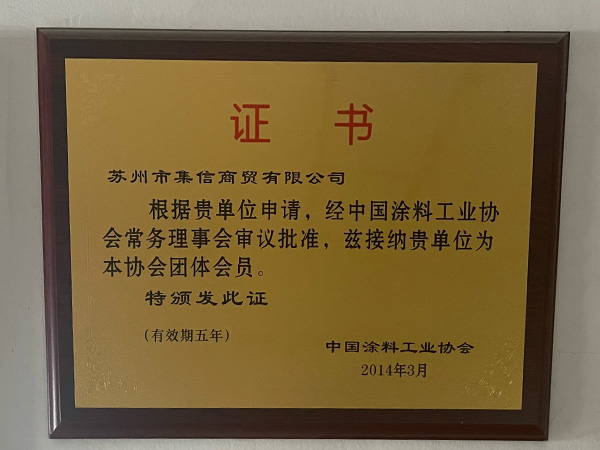 证 书
苏州市集信商贸有限公司
根据贵单位申请，经中国涂料工业协
会常务理事会审议批准，兹接纳贵单位为
本协会团体会员。
特颁发此证
（有效期五年）
中国涂料工业协会
2014年3月